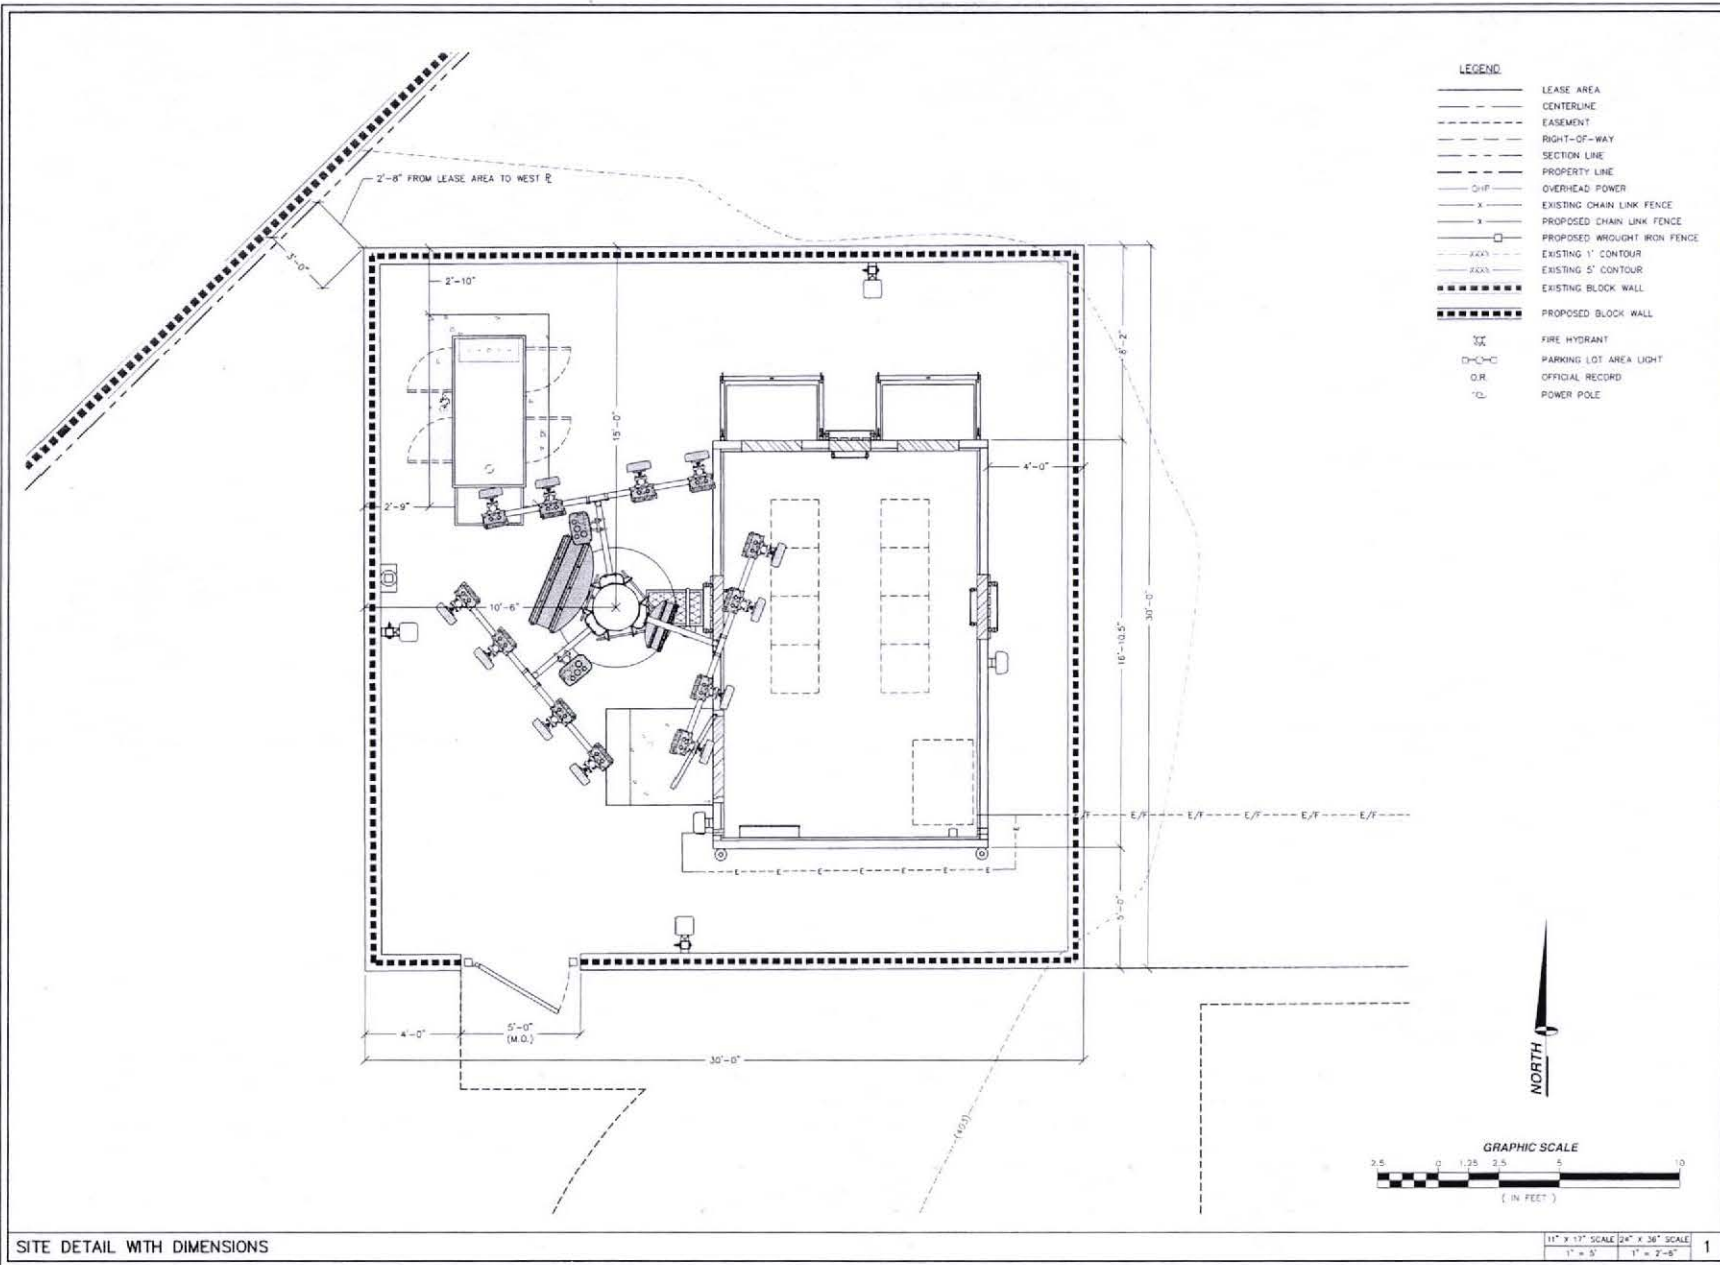 LEGEND
LEASE AREA
CENTERLINE
EASEMENT
RIGHT-OF-WAY
SECTION LINE
PROPERTY LINE
OHP OVERHEAD POWER
X EXISTING CHAIN LINK FENCE
X PROPOSED CHAIN LINK FENCE
PROPOSED WROUGHT IRON FENCE
EXISTING 1' CONTOUR
EXISTING 5' CONTOUR
EXISTING BLOCK WALL
PROPOSED BLOCK WALL
FIRE HYDRANT
PARKING LOT AREA LIGHT
O.R. OFFICIAL RECORD
POWER POLE
2'-8" FROM LEASE AREA TO WEST ⅊
3'-0"
2'-10"
8'-2"
15'-0"
4'-0"
2'-9"
10'-6"
30'-0"
16'-10.5"
F E/F E/F E/F E/F E/F
E
E E E E E E E
5'-0"
4'-0"
5'-0"
(M.O.)
30'-0"
(403)
NORTH
GRAPHIC SCALE
2.5 0 1.25 2.5 5 10
( IN FEET )
SITE DETAIL WITH DIMENSIONS
11" X 17" SCALE 24" X 36" SCALE
1" = 5' 1" = 2'-6"
1